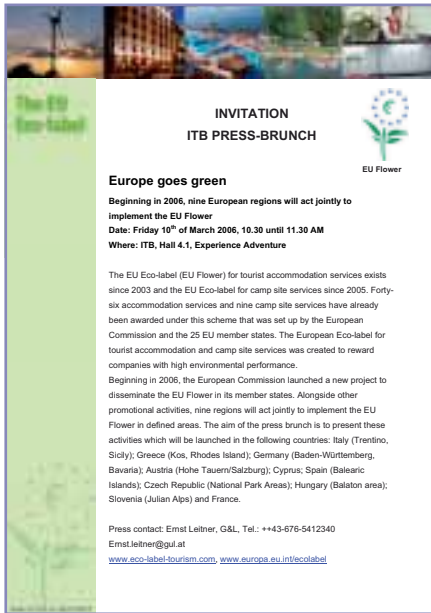 The EU
Eco-label
INVITATION
ITB PRESS-BRUNCH
EU Flower
Europe goes green
Beginning in 2006, nine European regions will act jointly to
implement the EU Flower
Date: Friday 10th of March 2006, 10.30 until 11.30 AM
Where: ITB, Hall 4.1, Experience Adventure
The EU Eco-label (EU Flower) for tourist accommodation services exists
since 2003 and the EU Eco-label for camp site services since 2005. Forty-
six accommodation services and nine camp site services have already
been awarded under this scheme that was set up by the European
Commission and the 25 EU member states. The European Eco-label for
tourist accommodation and camp site services was created to reward
companies with high environmental performance.
Beginning in 2006, the European Commission launched a new project to
disseminate the EU Flower in its member states. Alongside other
promotional activities, nine regions will act jointly to implement the EU
Flower in defined areas. The aim of the press brunch is to present these
activities which will be launched in the following countries: Italy (Trentino,
Sicily); Greece (Kos, Rhodes Island); Germany (Baden-Württemberg,
Bavaria); Austria (Hohe Tauern/Salzburg); Cyprus; Spain (Balearic
Islands); Czech Republic (National Park Areas); Hungary (Balaton area);
Slovenia (Julian Alps) and France.
Press contact: Ernst Leitner, G&L, Tel.: ++43-676-5412340
Ernst.leitner@gul.at
www.eco-label-tourism.com, www.europa.eu.int/ecolabel